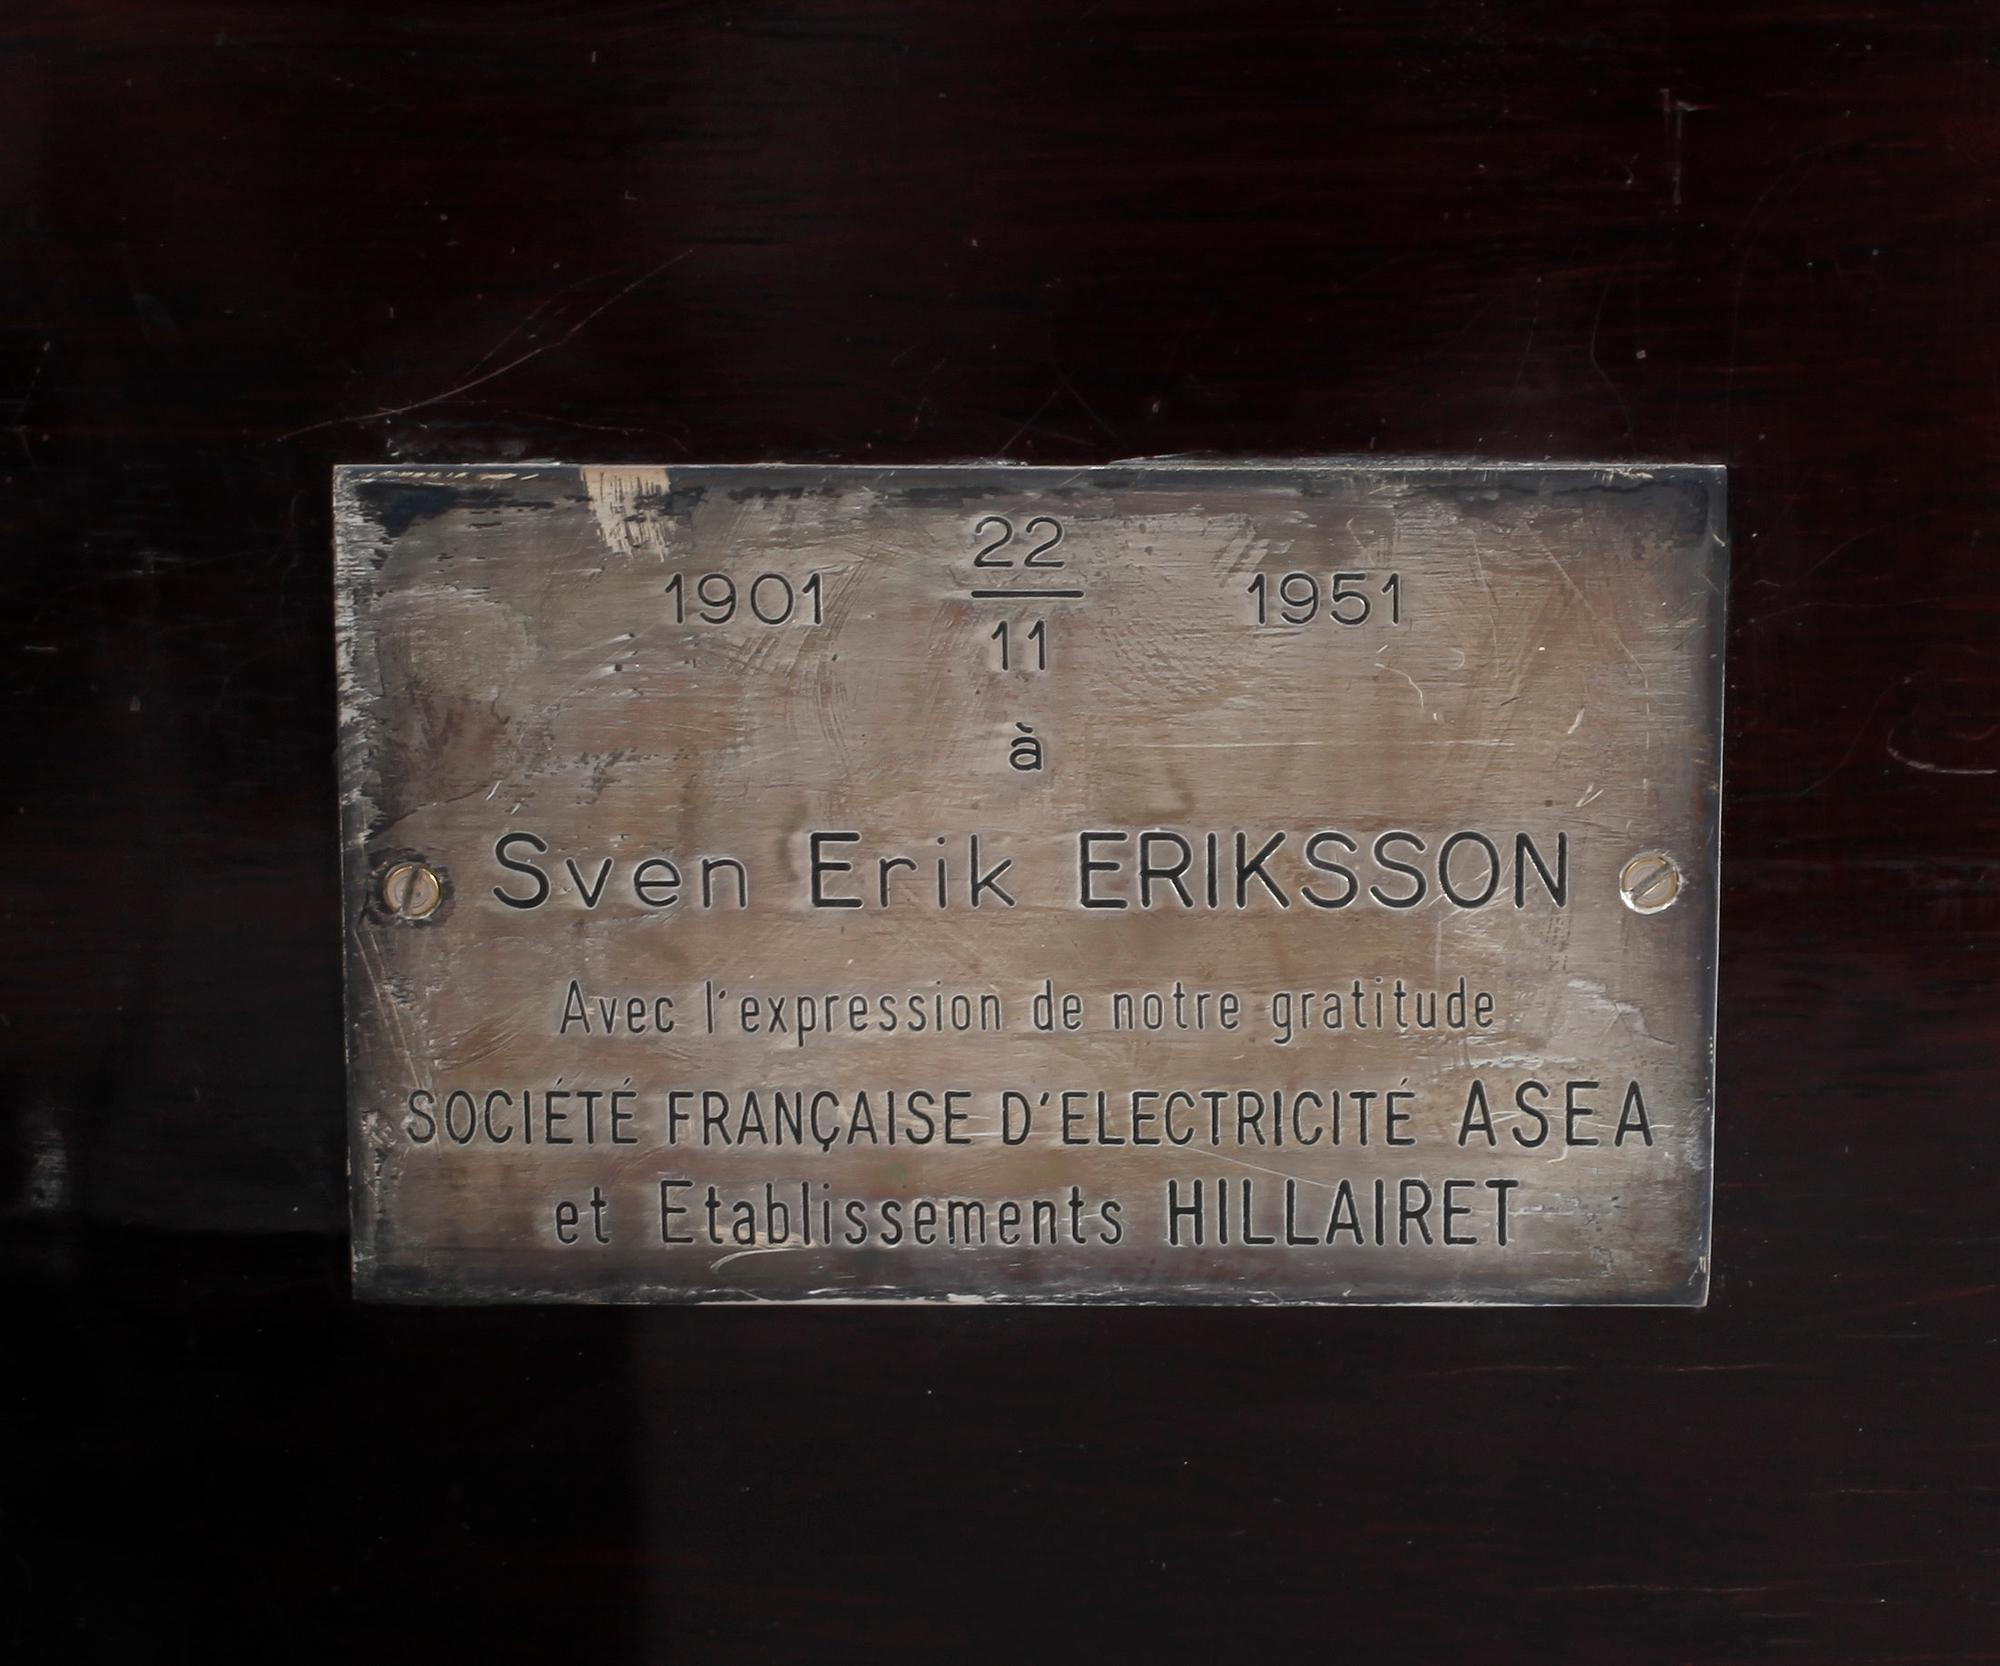 1901 22/11 1951
à
Sven Erik ERIKSSON
Avec l'expression de notre gratitude
SOCIÉTÉ FRANÇAISE D'ELECTRICITÉ ASEA
et Etablissements HILLAIRET